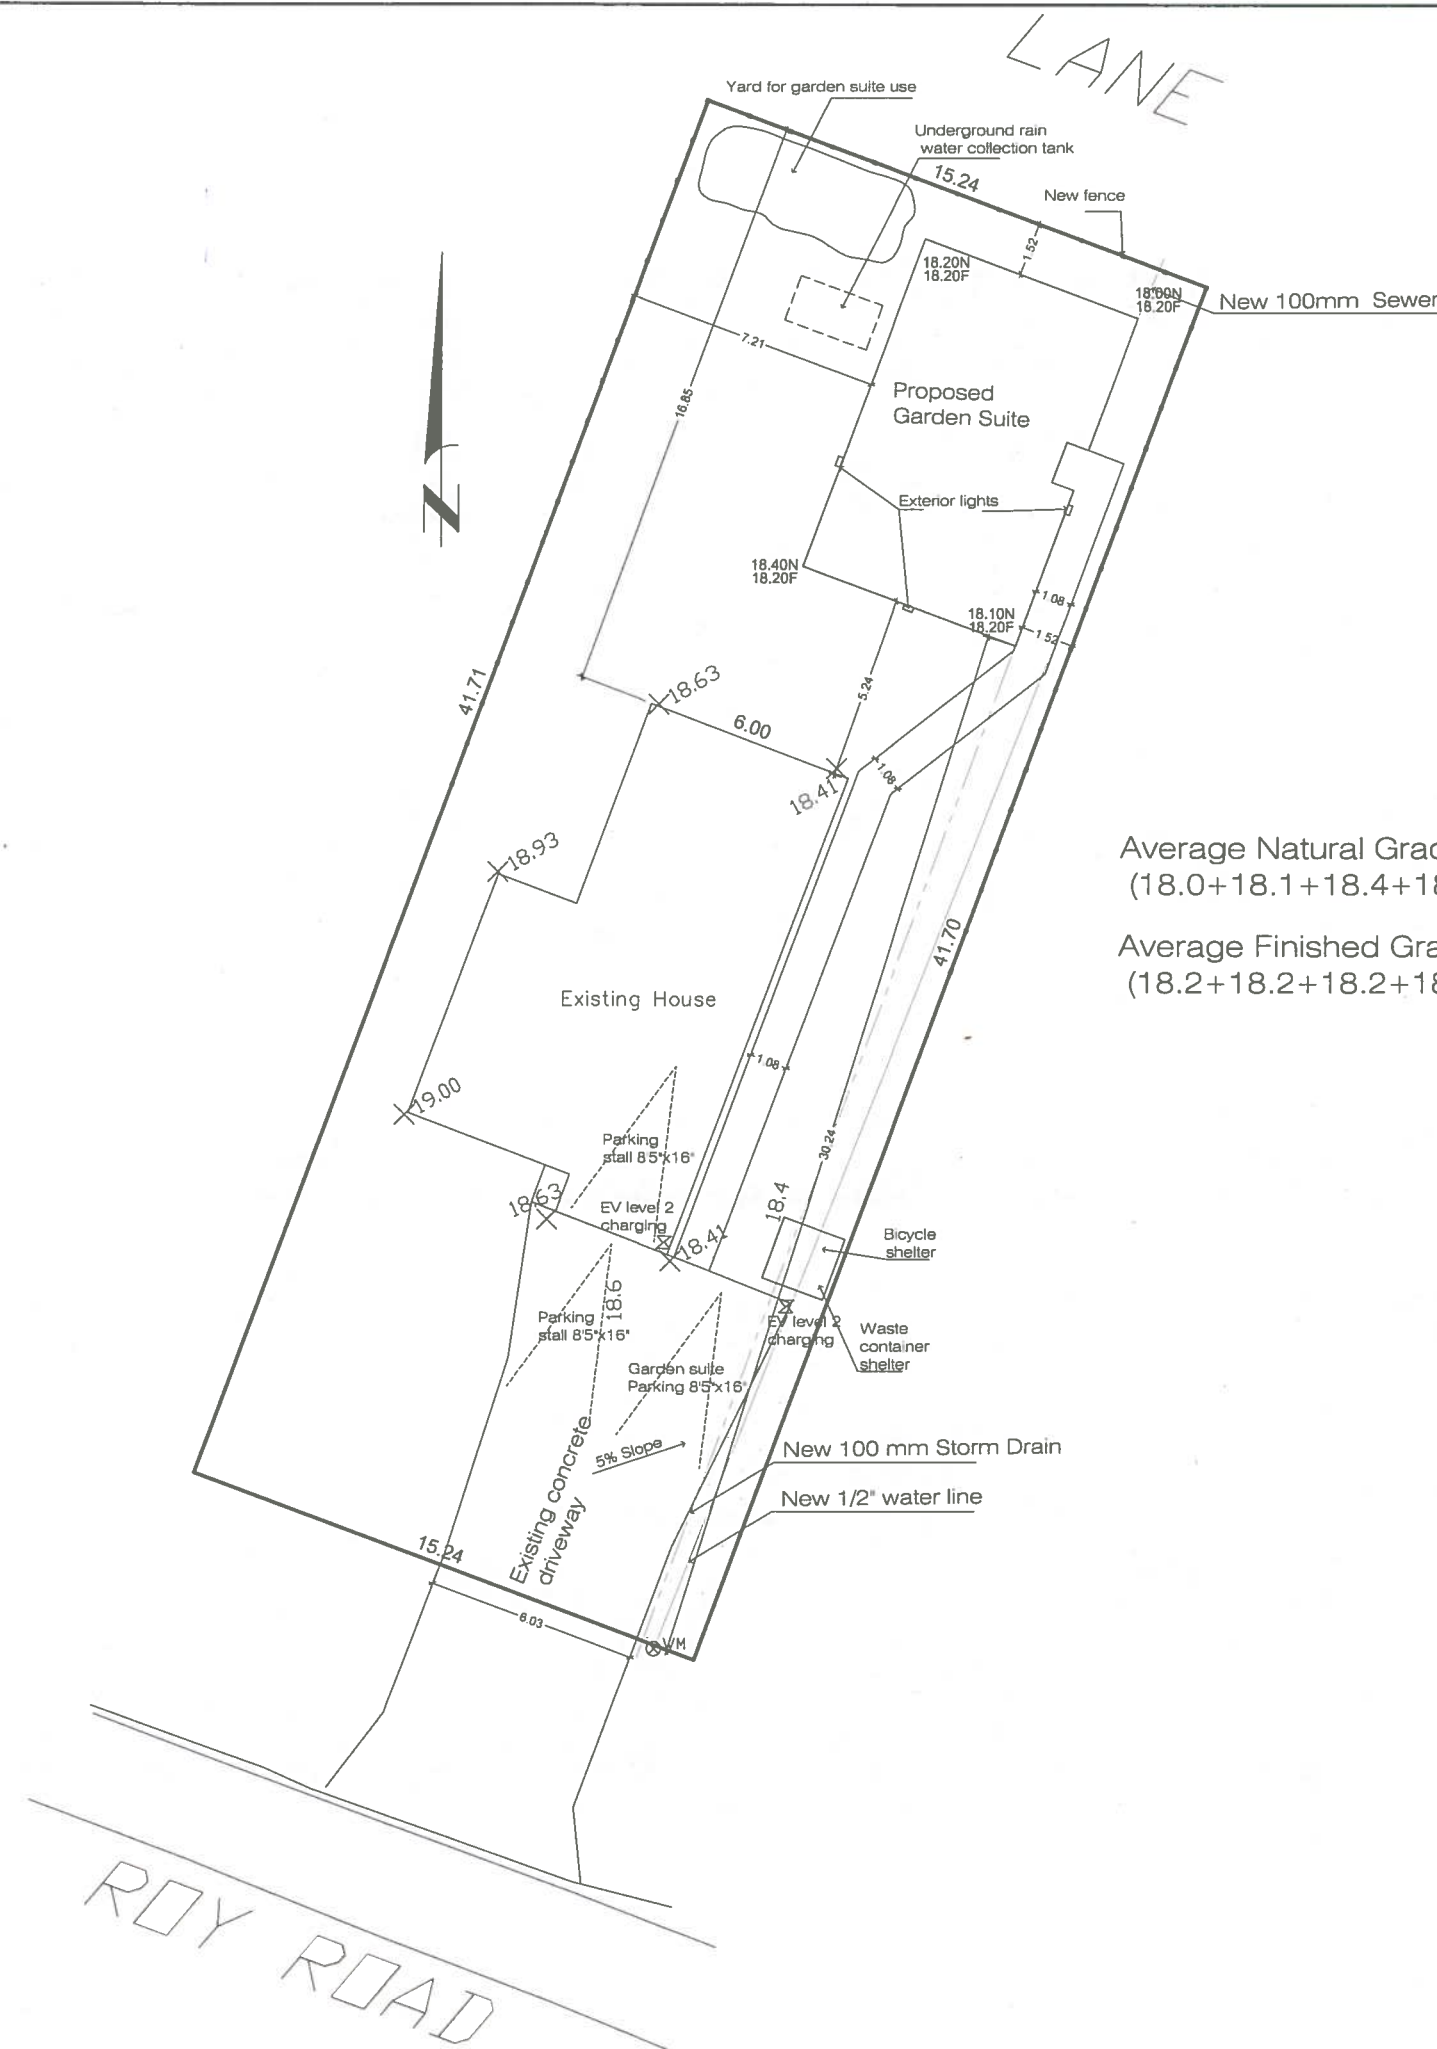 LANE
Yard for garden suite use
Underground rain
water collection tank
15.24
New fence
1.52
18.20N
18.20F
18.00N
18.20F
New 100mm Sewer
7.21
16.85
Proposed
Garden Suite
N
Exterior lights
18.40N
18.20F
18.10N
18.20F
1.08
1.52
41.71
18.63
5.24
6.00
18.41
1.08
18.93
Average Natural Grad
(18.0+18.1+18.4+18
41.70
Average Finished Gra
(18.2+18.2+18.2+18
Existing House
1.08
19.00
Parking
stall 8'5"x16'
30.24
18.63
EV level 2
charging
18.4
18.41
Bicycle
shelter
18.6
Parking
stall 8'5"x16'
EV level 2
charging
Waste
container
shelter
Garden suite
Parking 8'5"x16'
5% Slope
New 100 mm Storm Drain
New 1/2" water line
Existing concrete
driveway
15.24
6.03
WM
ROY ROAD